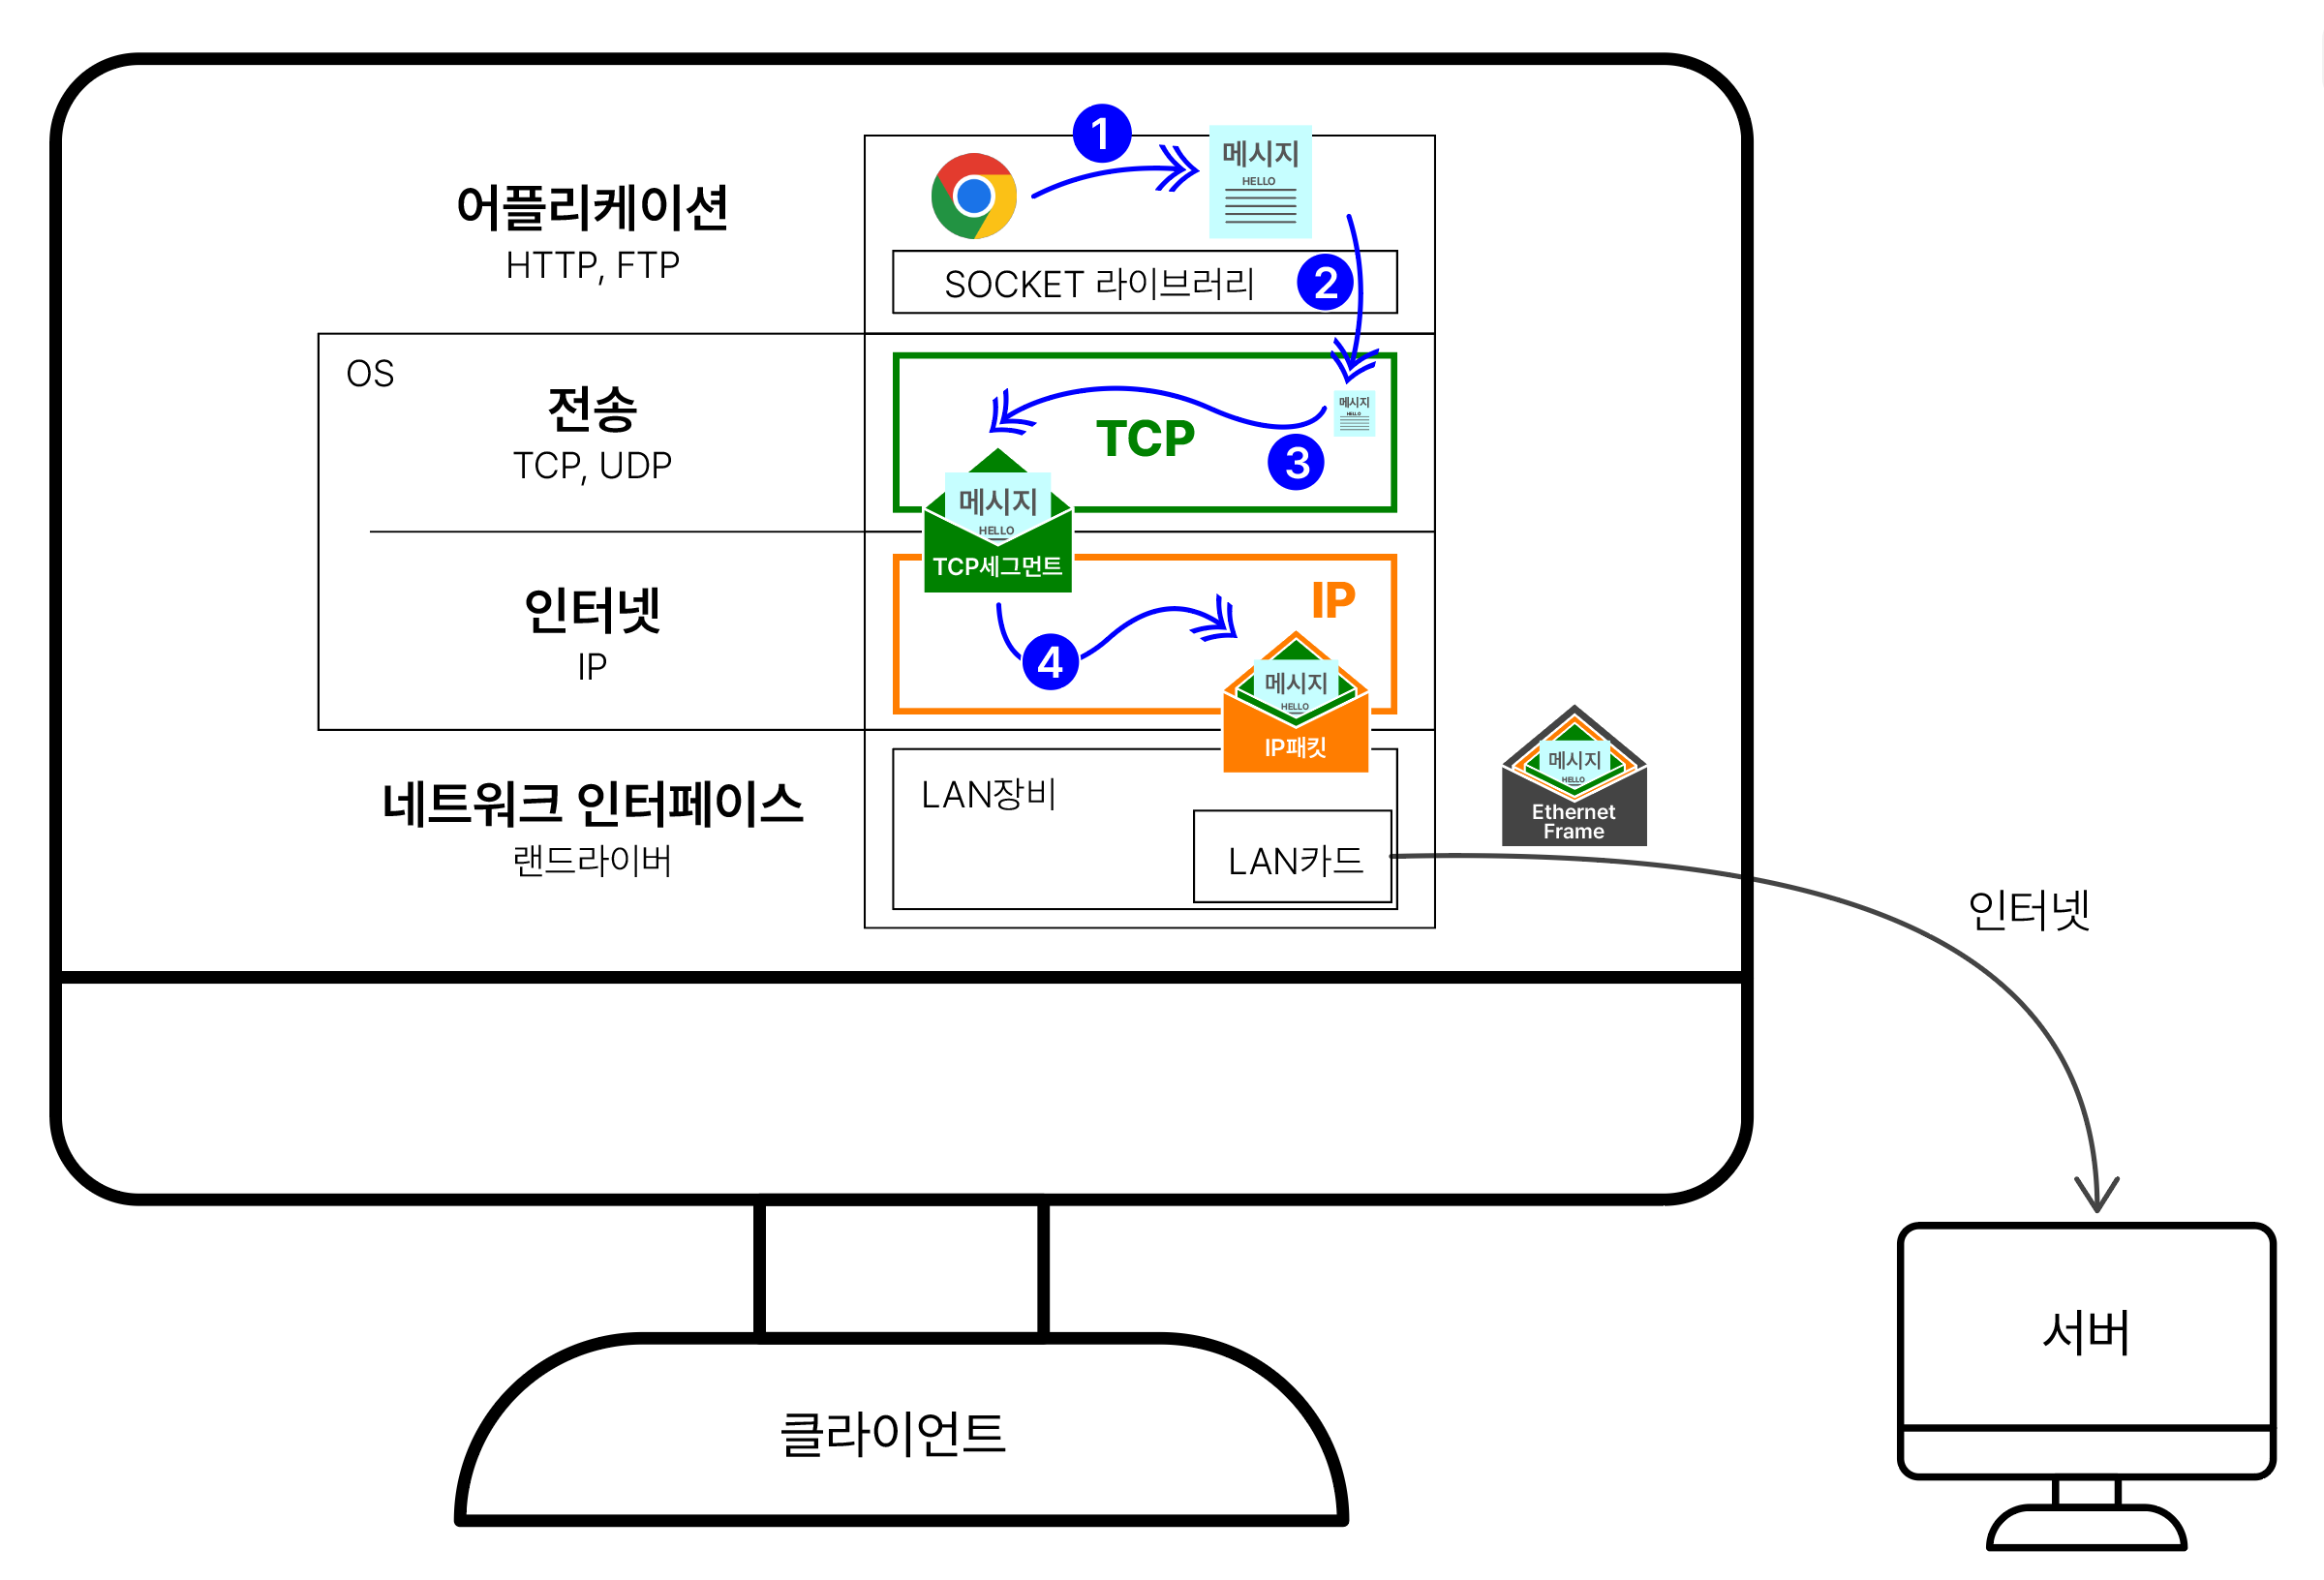 1
메시지
HELLO
어플리케이션
HTTP, FTP
SOCKET 라이브러리
2
OS
전송
TCP, UDP
TCP
메시지
HELLO
3
메시지
HELLO
TCP세그먼트
인터넷
IP
IP
4
메시지
HELLO
IP패킷
네트워크 인터페이스
랜드라이버
LAN장비
LAN카드
메시지
HELLO
Ethernet
Frame
인터넷
서버
클라이언트